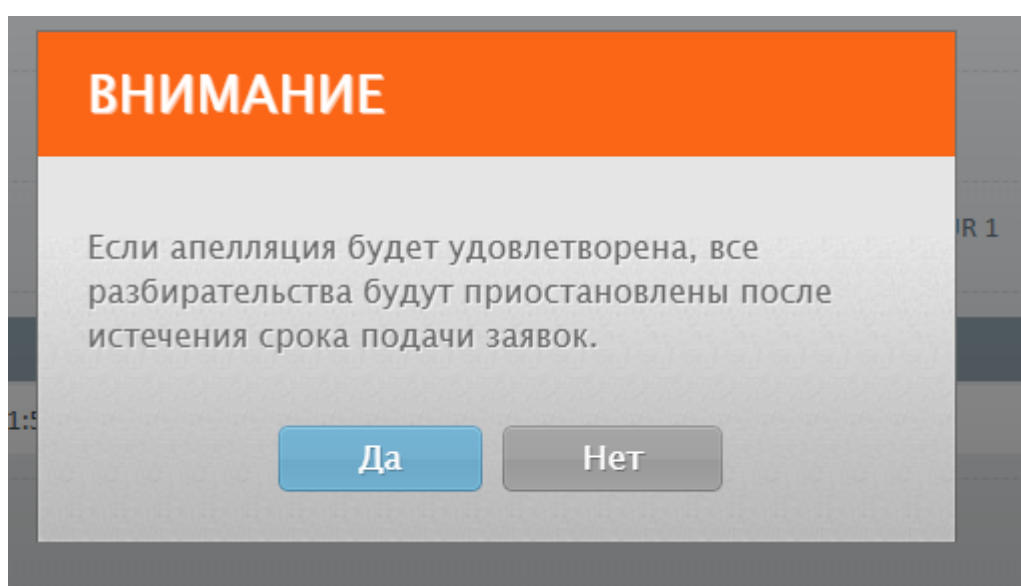 ВНИМАНИЕ
Если апелляция будет удовлетворена, все
разбирательства будут приостановлены после
истечения срока подачи заявок.
Да Нет